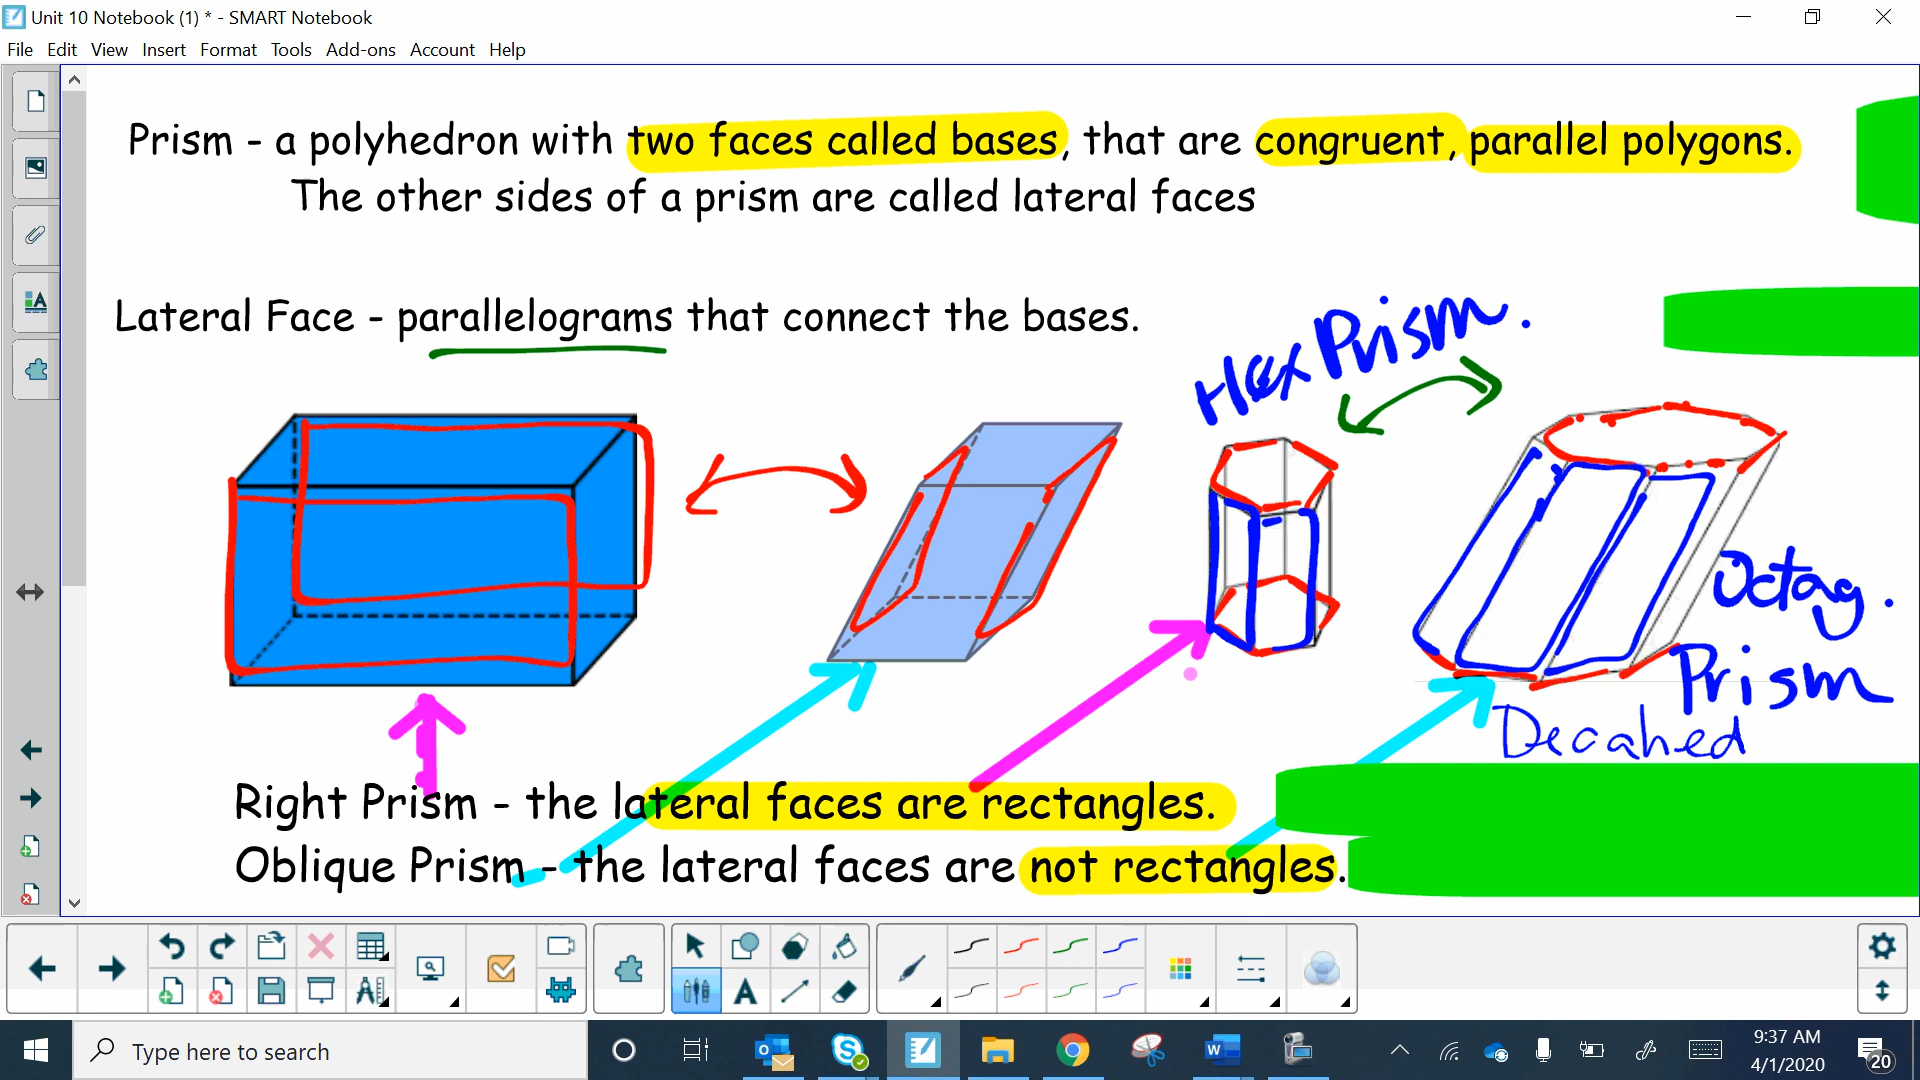 Unit 10 Notebook (1) * - SMART Notebook
File Edit View Insert Format Tools Add-ons Account Help
Prism - a polyhedron with two faces called bases, that are congruent, parallel polygons.
The other sides of a prism are called lateral faces
Lateral Face - parallelograms that connect the bases.
Hex Prism.
Octag.
Prism
Decahed
Right Prism - the lateral faces are rectangles.
Oblique Prism - the lateral faces are not rectangles.
Type here to search
9:37 AM
4/1/2020
20